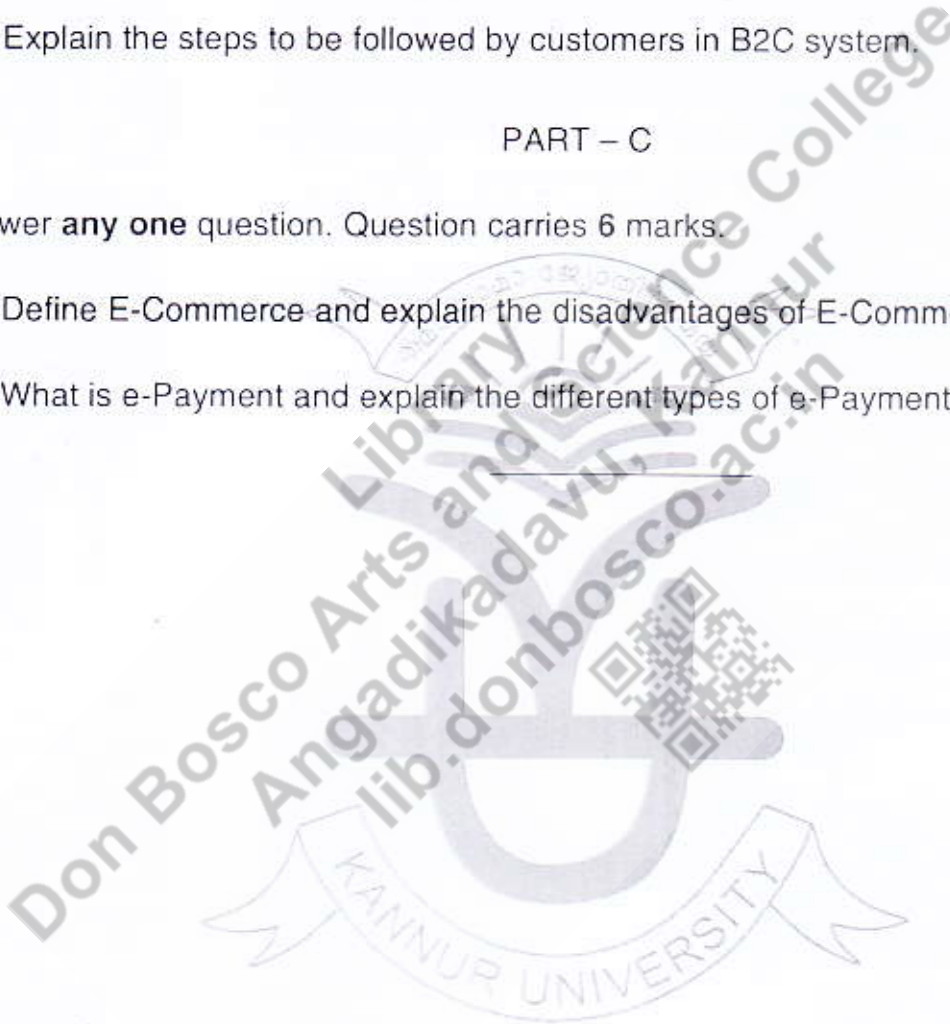 Explain the steps to be followed by customers in B2C system.
PART – C
wer any one question. Question carries 6 marks.
Define E-Commerce and explain the disadvantages of E-Comm
What is e-Payment and explain the different types of e-Payment
Library
Don Bosco Arts and Science College
Angadikadavu, Kannur
lib.donbosco.ac.in
KANNUR UNIVERSITY